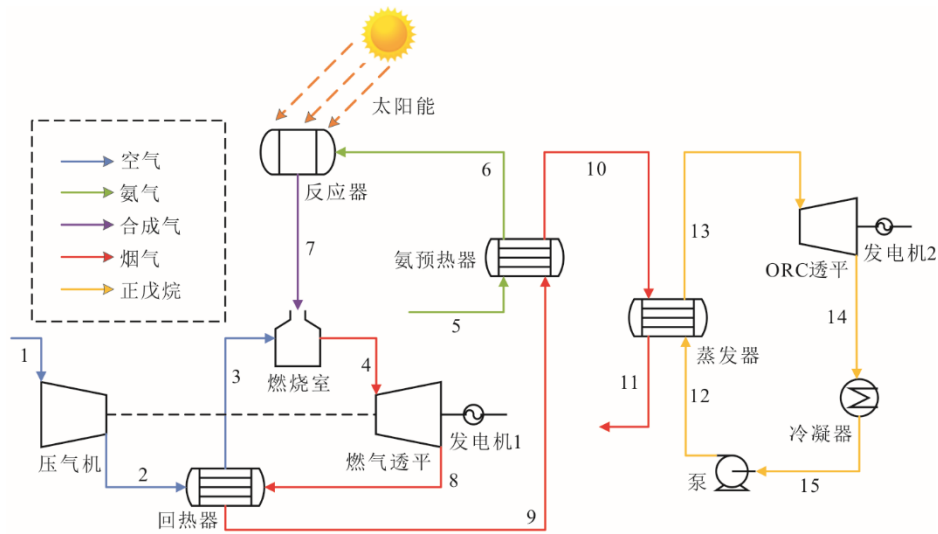 太阳能
空气
氨气
合成气
烟气
正戊烷
反应器
6
10
7
氨预热器
13
发电机2
ORC透平
5
14
1
3
4
燃烧室
蒸发器
11
12
冷凝器
压气机
发电机1
燃气透平
2
8
泵
15
回热器
9